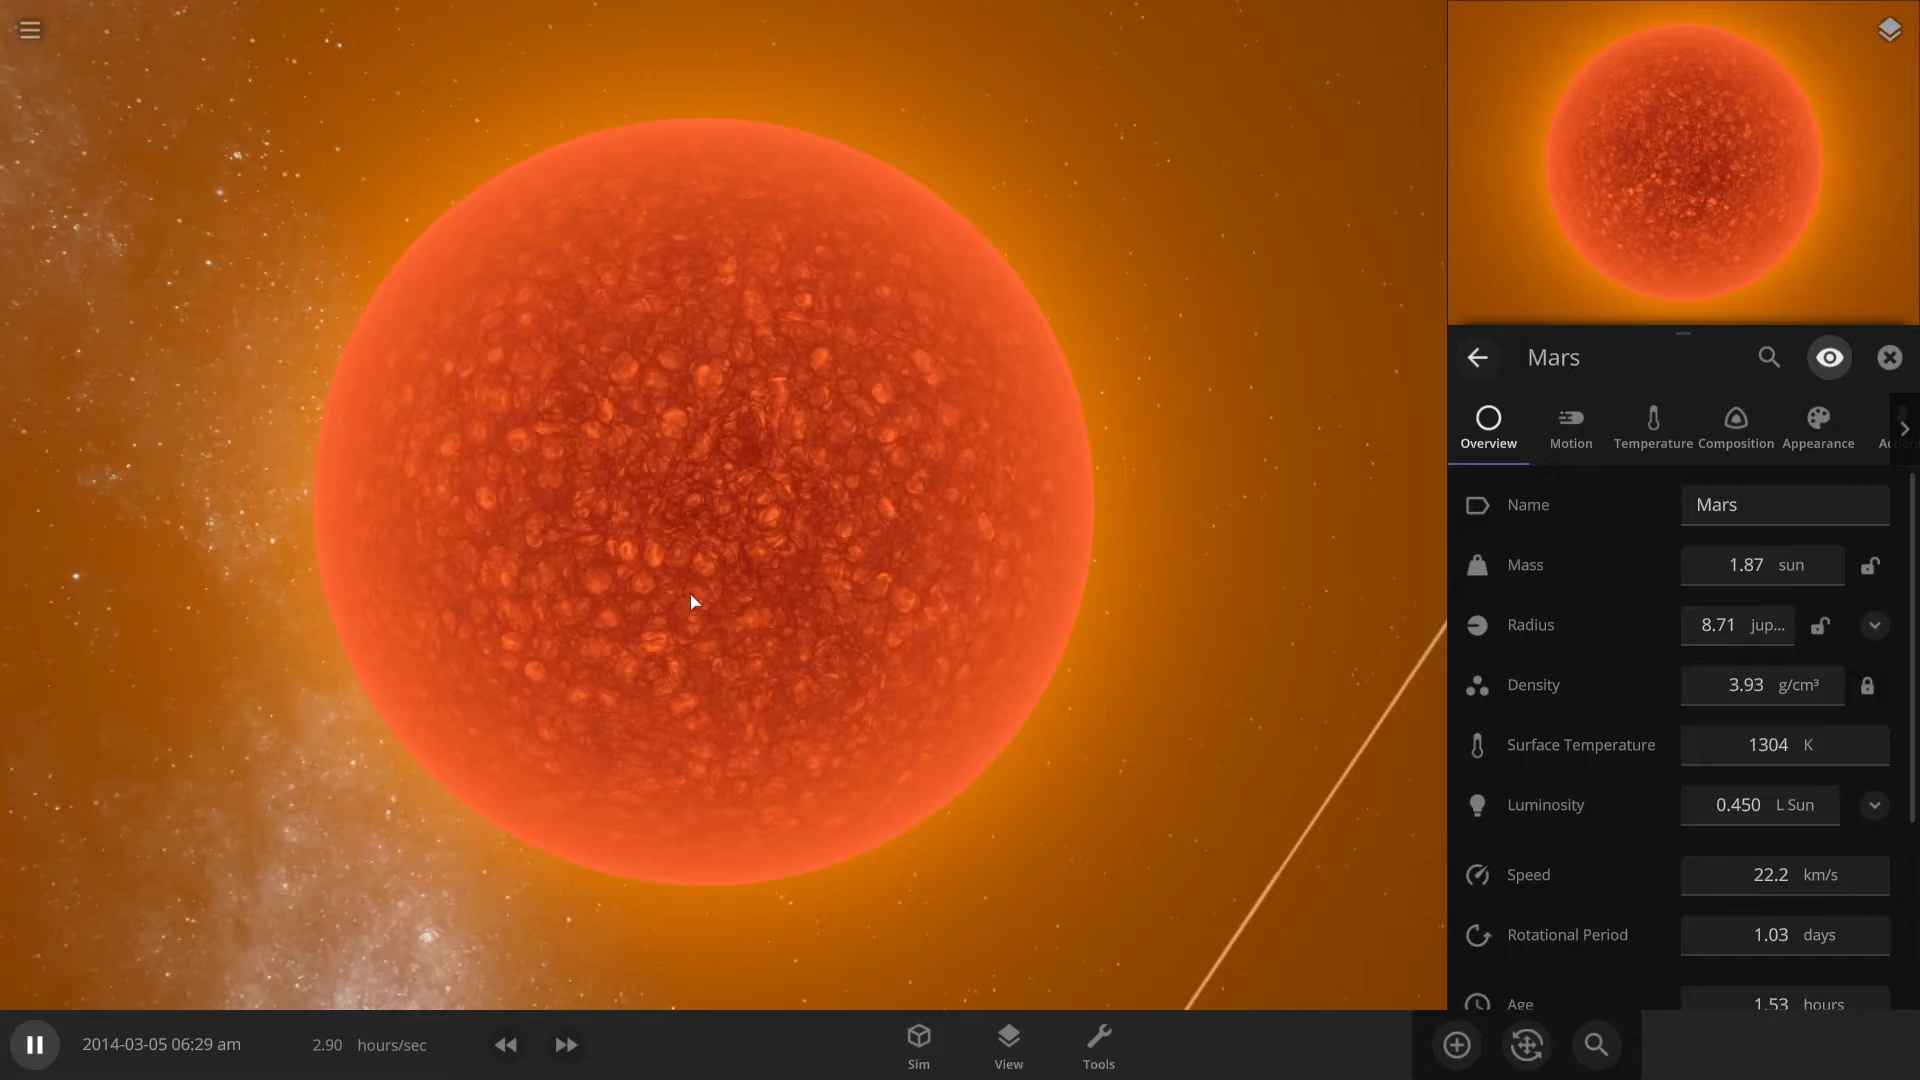 Mars
Overview Motion Temperature Composition Appearance
Name Mars
Mass 1.87 sun
Radius 8.71 jup...
Density 3.93 g/cm³
Surface Temperature 1304 K
Luminosity 0.450 L Sun
Speed 22.2 km/s
Rotational Period 1.03 days
Age 1.53 hours
2014-03-05 06:29 am 2.90 hours/sec Sim View Tools